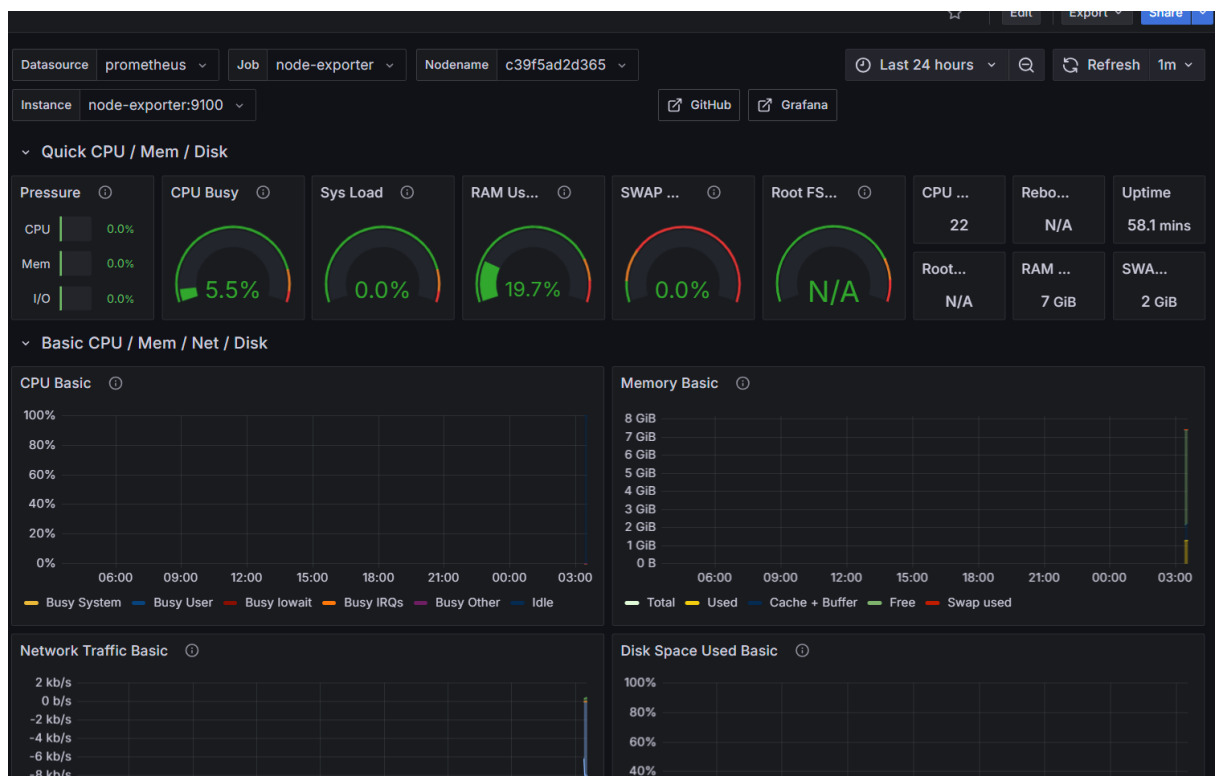 Edit Export Share
Datasource prometheus Job node-exporter Nodename c39f5ad2d365 Last 24 hours Refresh 1m
Instance node-exporter:9100 GitHub Grafana
Quick CPU / Mem / Disk
Pressure CPU Busy Sys Load RAM Us... SWAP ... Root FS... CPU ... Rebo... Uptime
22 N/A 58.1 mins
CPU 0.0%
Mem 0.0%
I/O 0.0%
5.5% 0.0% 19.7% 0.0% N/A
Root... RAM ... SWA...
N/A 7 GiB 2 GiB
Basic CPU / Mem / Net / Disk
CPU Basic
100%
80%
60%
40%
20%
0%
06:00 09:00 12:00 15:00 18:00 21:00 00:00 03:00
Busy System Busy User Busy Iowait Busy IRQs Busy Other Idle
Memory Basic
8 GiB
7 GiB
6 GiB
5 GiB
4 GiB
3 GiB
2 GiB
1 GiB
0 B
06:00 09:00 12:00 15:00 18:00 21:00 00:00 03:00
Total Used Cache + Buffer Free Swap used
Network Traffic Basic
2 kb/s
0 b/s
-2 kb/s
-4 kb/s
-6 kb/s
-8 kb/s
Disk Space Used Basic
100%
80%
60%
40%